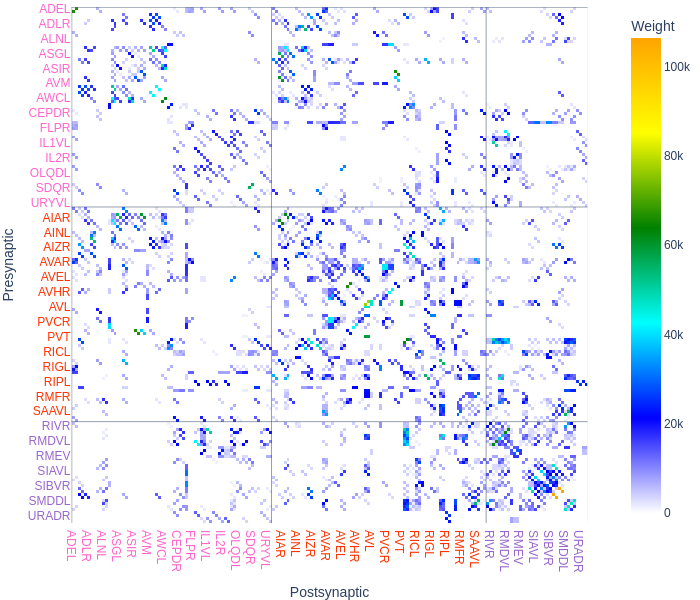 Weight
100k
80k
60k
40k
20k
0
Presynaptic
ADEL
ADLR
ALNL
ASGL
ASIR
AVM
AWCL
CEPDR
FLPR
IL1VL
IL2R
OLQDL
SDQR
URYVL
AIAR
AINL
AIZR
AVAR
AVEL
AVHR
AVL
PVCR
PVT
RICL
RIGL
RIPL
RMFR
SAAVL
RIVR
RMDVL
RMEV
SIAVL
SIBVR
SMDDL
URADR
ADEL
ADLR
ALNL
ASGL
ASIR
AVM
AWCL
CEPDR
FLPR
IL1VL
IL2R
OLQDL
SDQR
URYVL
AIAR
AINL
AIZR
AVAR
AVEL
AVHR
AVL
PVCR
PVT
RICL
RIGL
RIPL
RMFR
SAAVL
RIVR
RMDVL
RMEV
SIAVL
SIBVR
SMDDL
URADR
Postsynaptic